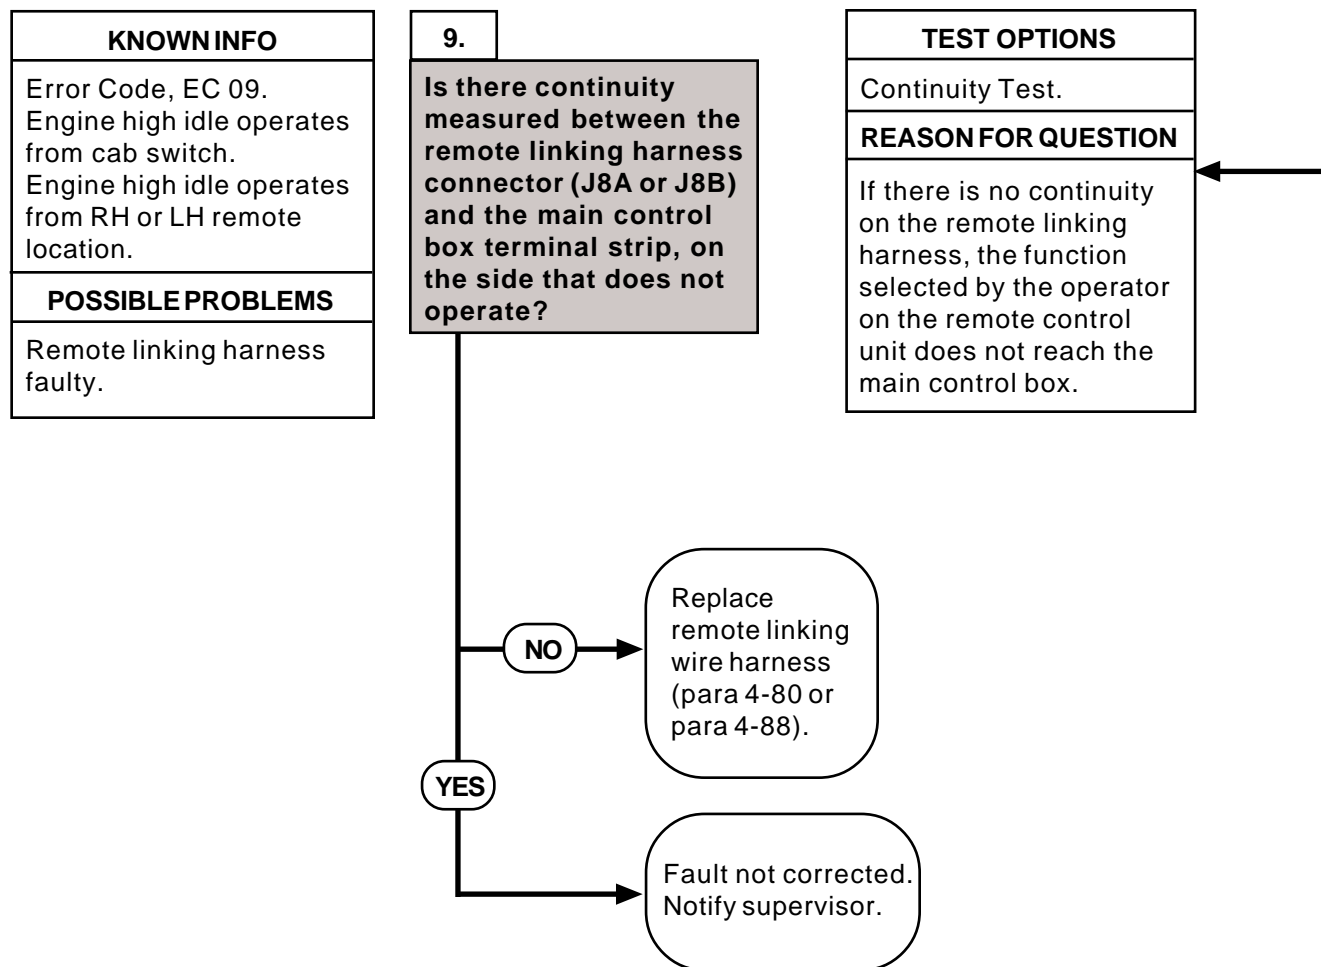 KNOWN INFO
Error Code, EC 09.
Engine high idle operates
from cab switch.
Engine high idle operates
from RH or LH remote
location.
POSSIBLE PROBLEMS
Remote linking harness
faulty.
9.
Is there continuity
measured between the
remote linking harness
connector (J8A or J8B)
and the main control
box terminal strip, on
the side that does not
operate?
TEST OPTIONS
Continuity Test.
REASON FOR QUESTION
If there is no continuity
on the remote linking
harness, the function
selected by the operator
on the remote control
unit does not reach the
main control box.
NO
Replace
remote linking
wire harness
(para 4-80 or
para 4-88).
YES
Fault not corrected.
Notify supervisor.